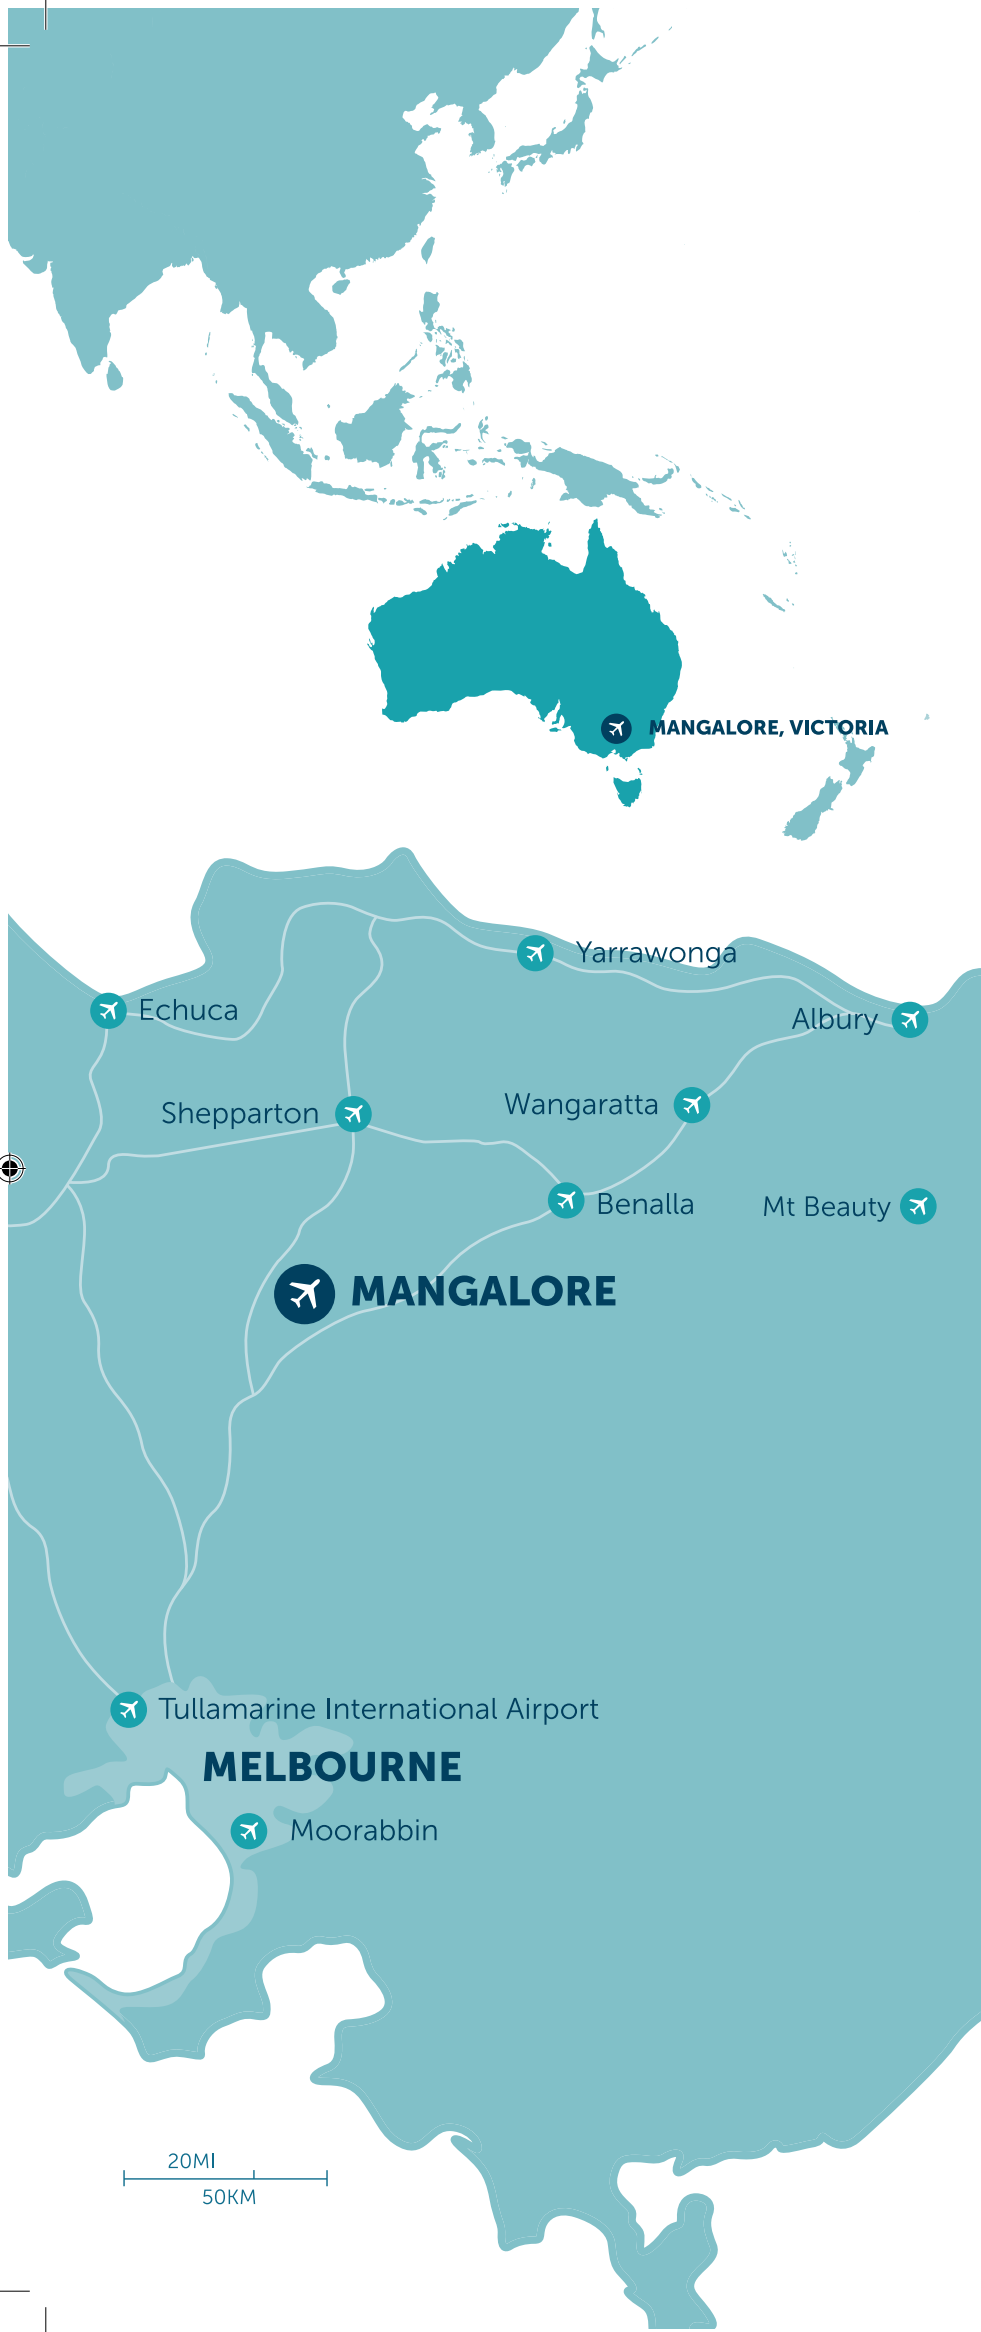 MANGALORE, VICTORIA
Yarrawonga
Echuca
Albury
Wangaratta
Shepparton
Benalla
Mt Beauty
MANGALORE
Tullamarine International Airport
MELBOURNE
Moorabbin
20MI
50KM